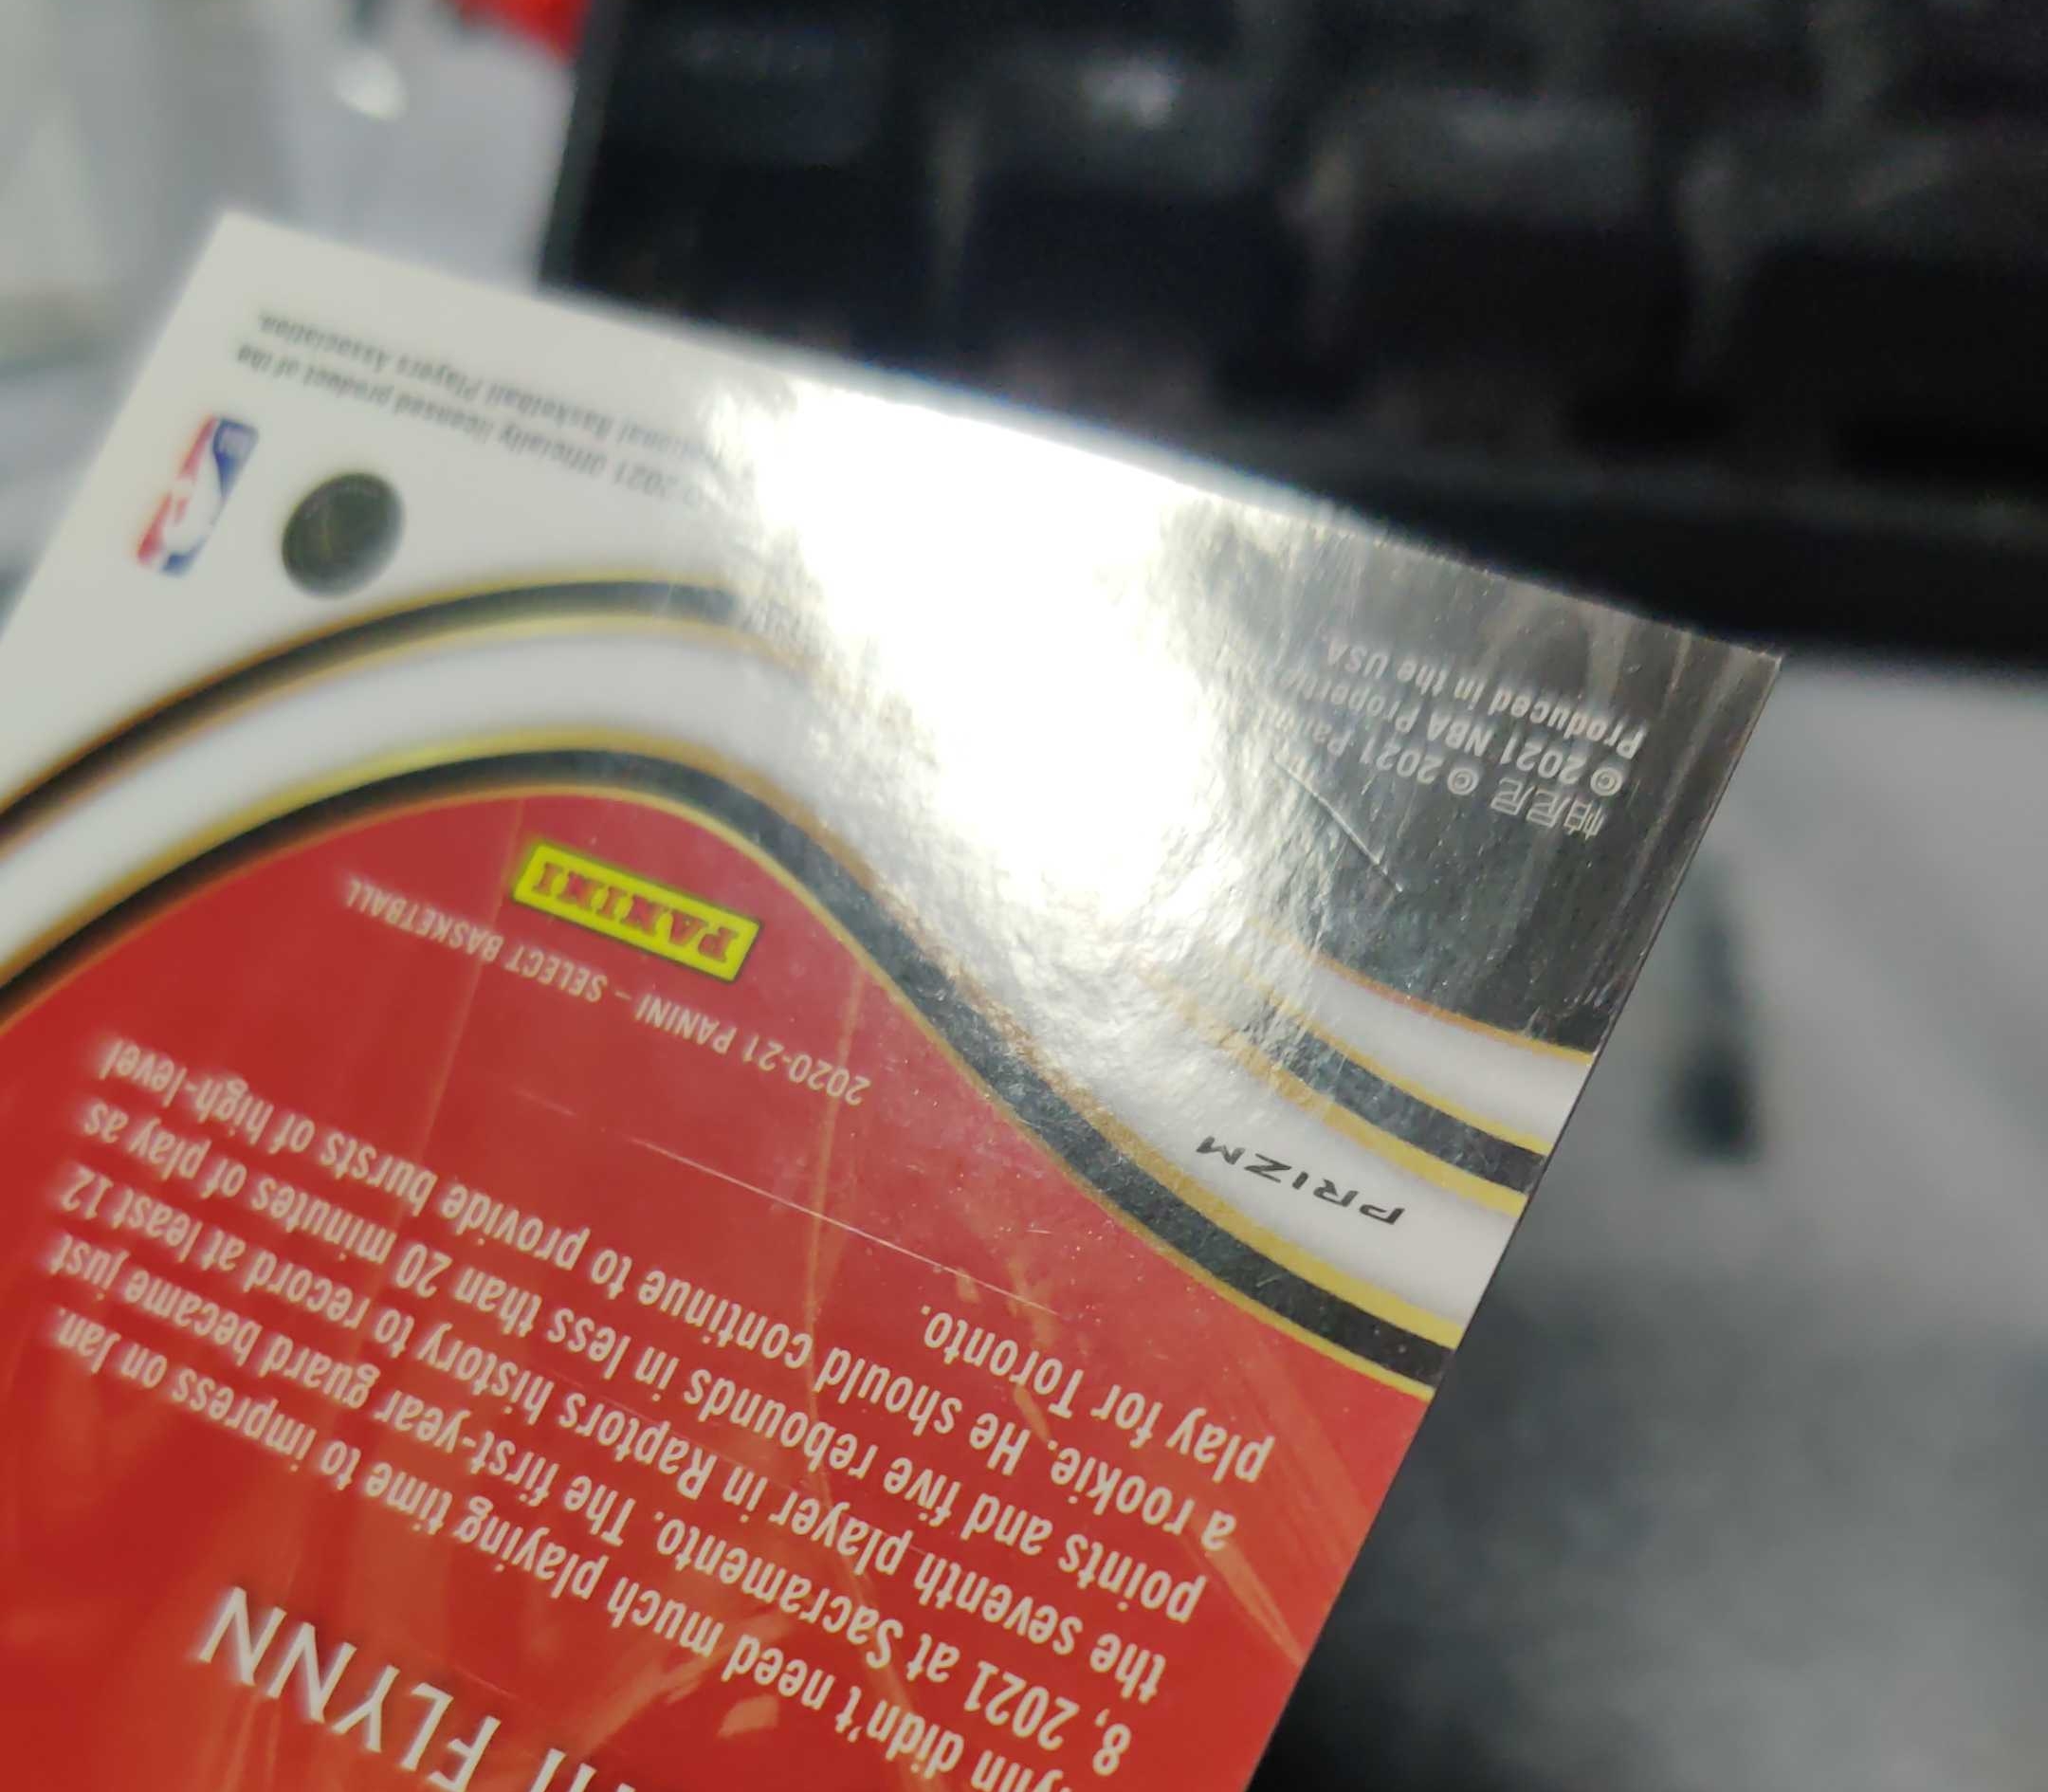 FLYNN
didn't need much playing time to impress on Jan.
8, 2021 at Sacramento. The first-year guard became just
the seventh player in Raptors history to record at least 12
points and five rebounds in less than 20 minutes of play as
a rookie. He should continue to provide bursts of high-level
play for Toronto.
2020-21 PANINI – SELECT BASKETBALL
PANINI
PRIZM
帕尼尼 © 2021 Panini
© 2021 NBA Property
Produced in the USA
2021 Officially licensed product of the
Basketball Players Association.